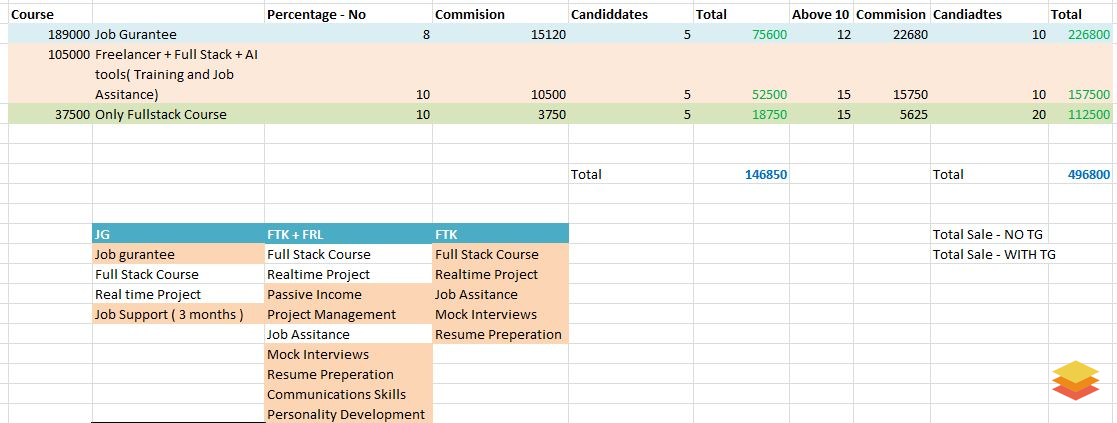 Course Percentage - No Commision Candiddates Total Above 10 Commision Candiadtes Total
189000 Job Gurantee 8 15120 5 75600 12 22680 10 226800
105000 Freelancer + Full Stack + AI
tools( Training and Job
Assitance) 10 10500 5 52500 15 15750 10 157500
37500 Only Fullstack Course 10 3750 5 18750 15 5625 20 112500
Total 146850 Total 496800
JG FTK + FRL FTK Total Sale - NO TG
Job gurantee Full Stack Course Full Stack Course Total Sale - WITH TG
Full Stack Course Realtime Project Realtime Project
Real time Project Passive Income Job Assitance
Job Support ( 3 months ) Project Management Mock Interviews
Job Assitance Resume Preperation
Mock Interviews
Resume Preperation
Communications Skills
Personality Development